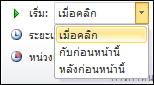 เริ่ม: เมื่อคลิก
เมื่อคลิก
กับก่อนหน้านี้
หลังก่อนหน้านี้
ระยะ
หน่วง